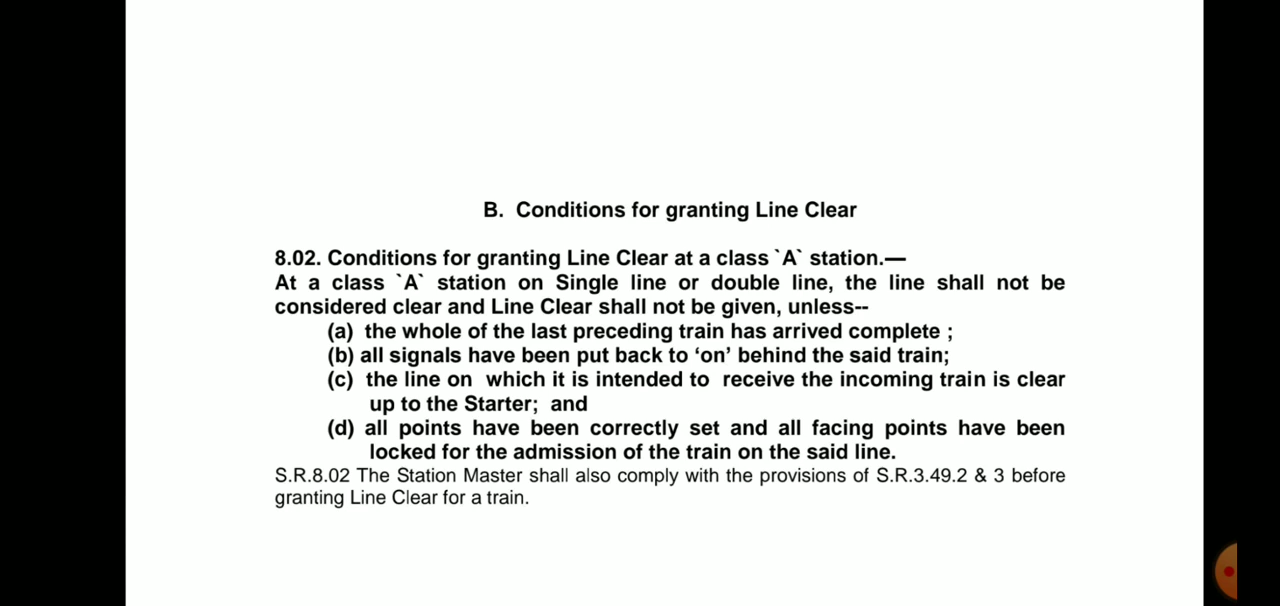 B. Conditions for granting Line Clear
8.02. Conditions for granting Line Clear at a class `A` station.—
At a class `A` station on Single line or double line, the line shall not be
considered clear and Line Clear shall not be given, unless--
(a) the whole of the last preceding train has arrived complete ;
(b) all signals have been put back to ‘on’ behind the said train;
(c) the line on which it is intended to receive the incoming train is clear
up to the Starter; and
(d) all points have been correctly set and all facing points have been
locked for the admission of the train on the said line.
S.R.8.02 The Station Master shall also comply with the provisions of S.R.3.49.2 & 3 before
granting Line Clear for a train.